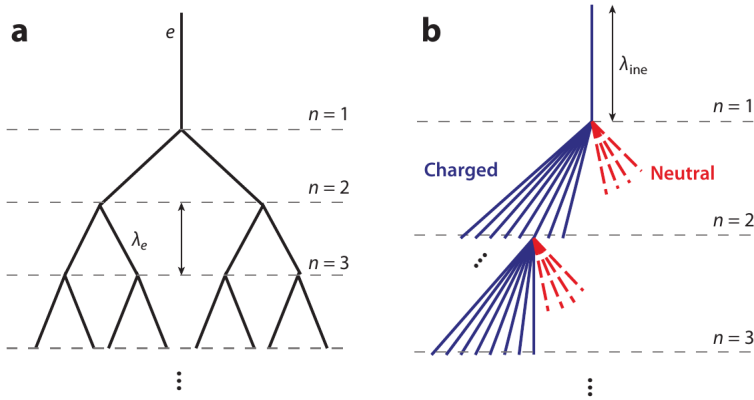 a
e
n = 1
n = 2
λe
n = 3
b
λine
n = 1
Charged
Neutral
n = 2
n = 3